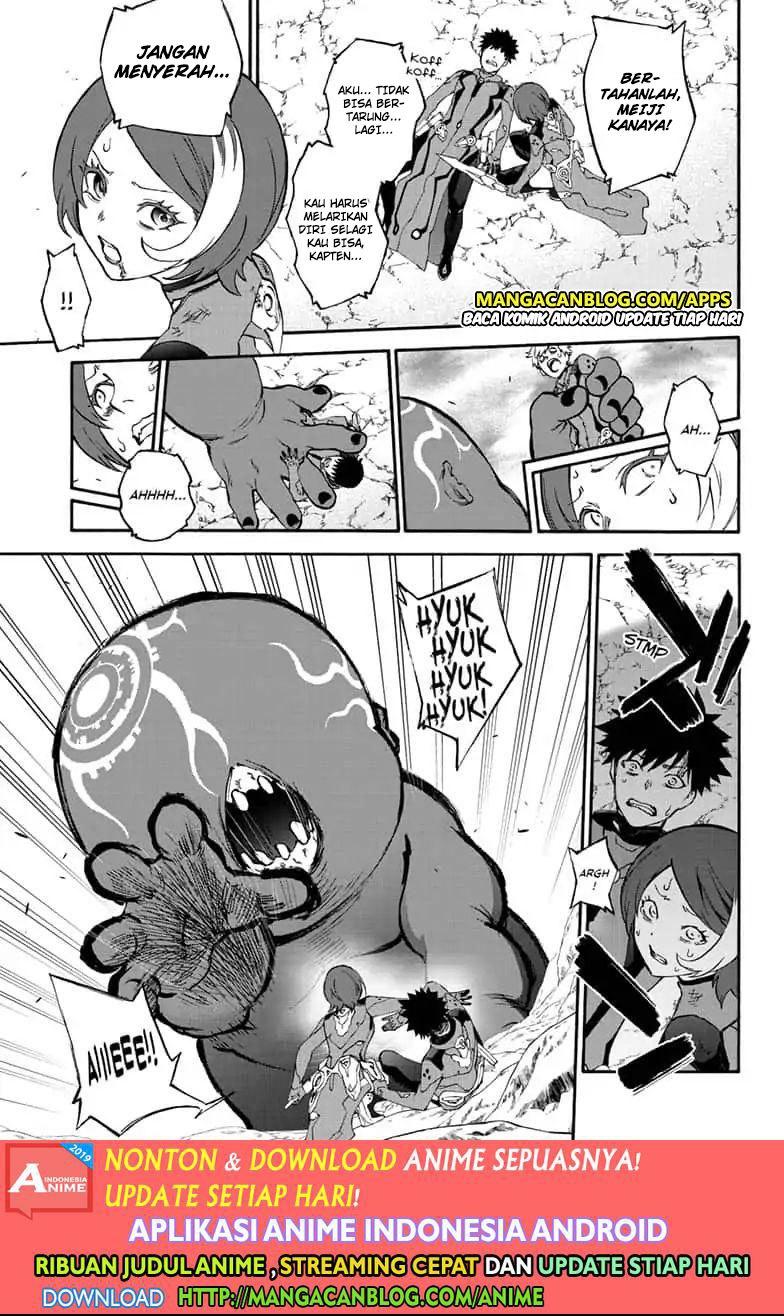 BER-
TAHANLAH,
MEIJI
KANAYA!
KOFF
KOFF...
AKU... TIDAK
BISA BER-
TARUNG...
LAGI...
KAU HARUS
MELARIKAN
DIRI SELAGI
KAU BISA,
KAPTEN...
JANGAN
MENYERAH...
!!
MANGACANBLOG.COM/APPS
BACA KOMIK ANDROID UPDATE TIAP HARI
AH...
AHHHH...
STMP
ARGH
!
HYUK
HYUK
HYUK
HYUK!
AIIEEE!!
2019
A INDONESIA
ANIME
NONTON & DOWNLOAD ANIME SEPUASNYA!
UPDATE SETIAP HARI!
APLIKASI ANIME INDONESIA ANDROID
RIBUAN JUDUL ANIME , STREAMING CEPAT DAN UPDATE STIAP HARI
DOWNLOAD HTTP://MANGACANBLOG.COM/ANIME